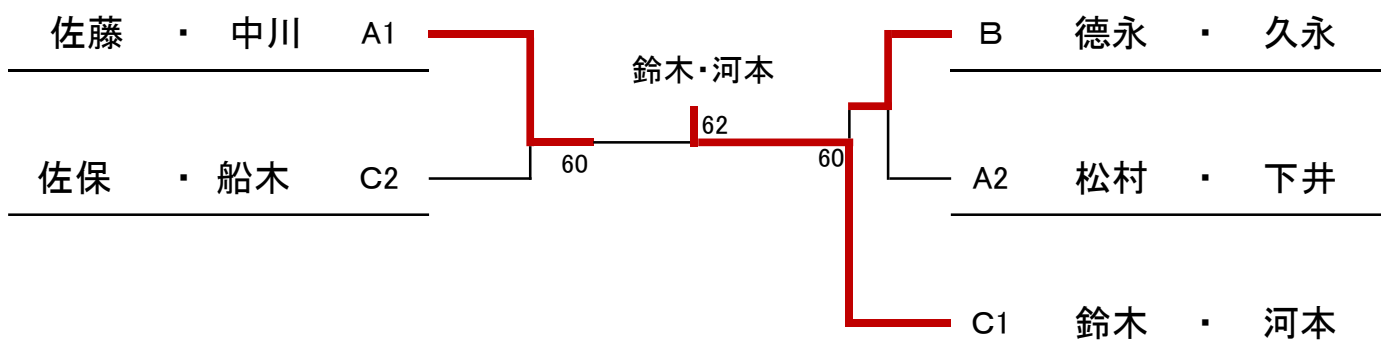 佐藤 ・ 中川 A1
佐保 ・ 船木 C2
鈴木・河本
62
60
60
B 德永 ・ 久永
A2 松村 ・ 下井
C1 鈴木 ・ 河本